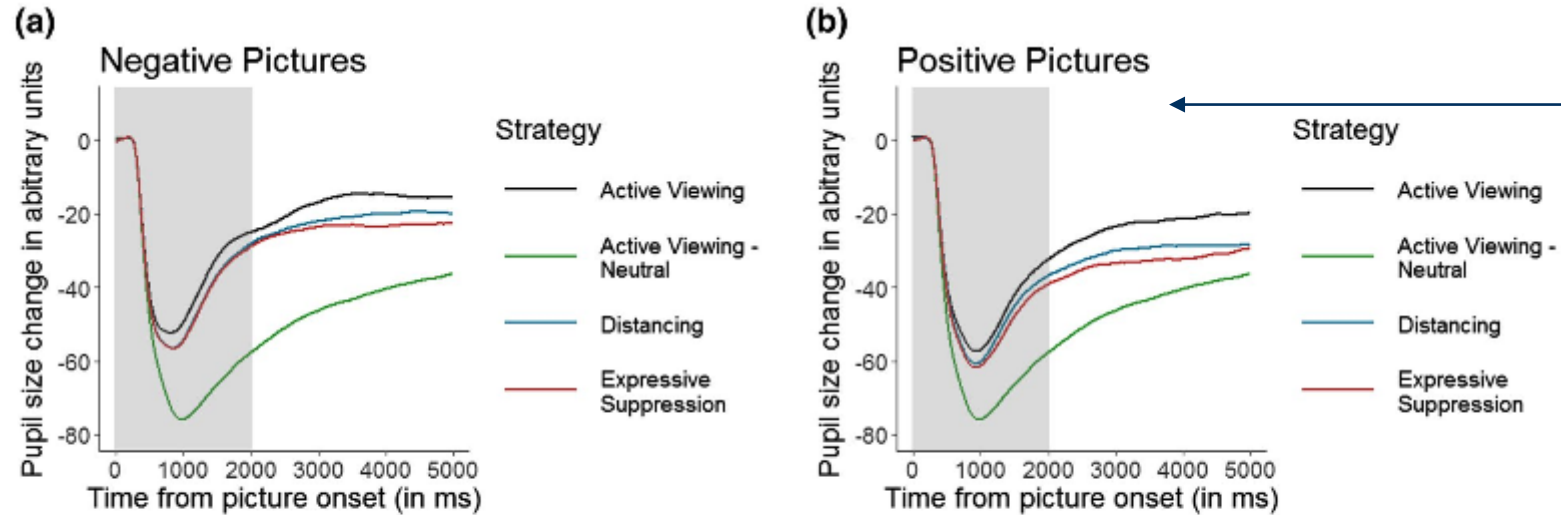 (a)
Negative Pictures
Pupil size change in abitrary units
0
-20
-40
-60
-80
0 1000 2000 3000 4000 5000
Time from picture onset (in ms)
Strategy
Active Viewing
Active Viewing -
Neutral
Distancing
Expressive
Suppression
(b)
Positive Pictures
Pupil size change in abitrary units
0
-20
-40
-60
-80
0 1000 2000 3000 4000 5000
Time from picture onset (in ms)
Strategy
Active Viewing
Active Viewing -
Neutral
Distancing
Expressive
Suppression